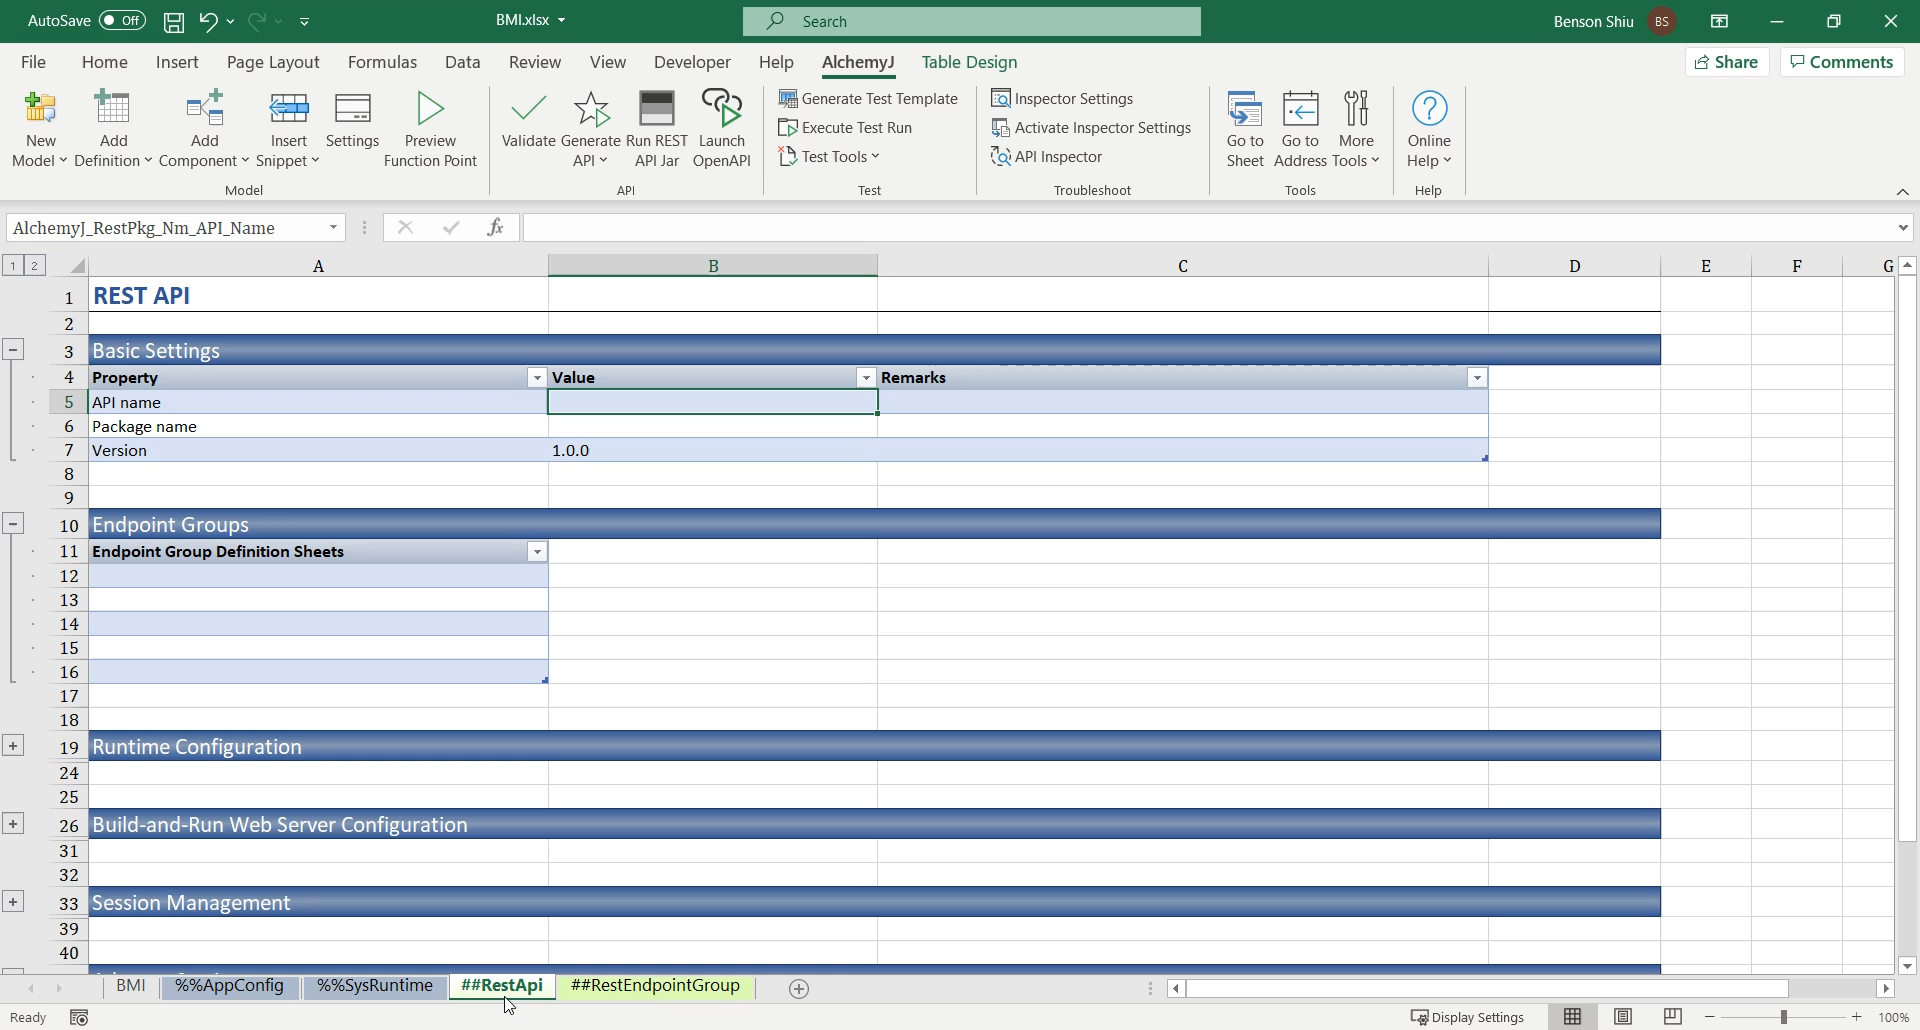 AutoSave Off BMI.xlsx Search Benson Shiu BS
File Home Insert Page Layout Formulas Data Review View Developer Help AlchemyJ Table Design Share Comments
New Model
Add Definition
Add Component
Insert Snippet
Settings
Preview Function Point
Model
Validate
Generate API
Run REST API Jar
Launch OpenAPI
API
Generate Test Template
Execute Test Run
Test Tools
Test
Inspector Settings
Activate Inspector Settings
API Inspector
Troubleshoot
Go to Sheet
Go to Address
More Tools
Tools
Online Help
Help
AlchemyJ_RestPkg_Nm_API_Name fx
1 2 A B C D E F G
1 REST API
2
3 Basic Settings
4 Property Value Remarks
5 API name
6 Package name
7 Version 1.0.0
8
9
10 Endpoint Groups
11 Endpoint Group Definition Sheets
12
13
14
15
16
17
18
19 Runtime Configuration
24
25
26 Build-and-Run Web Server Configuration
31
32
33 Session Management
39
40
BMI %%AppConfig %%SysRuntime ##RestApi ##RestEndpointGroup
Ready Display Settings 100%